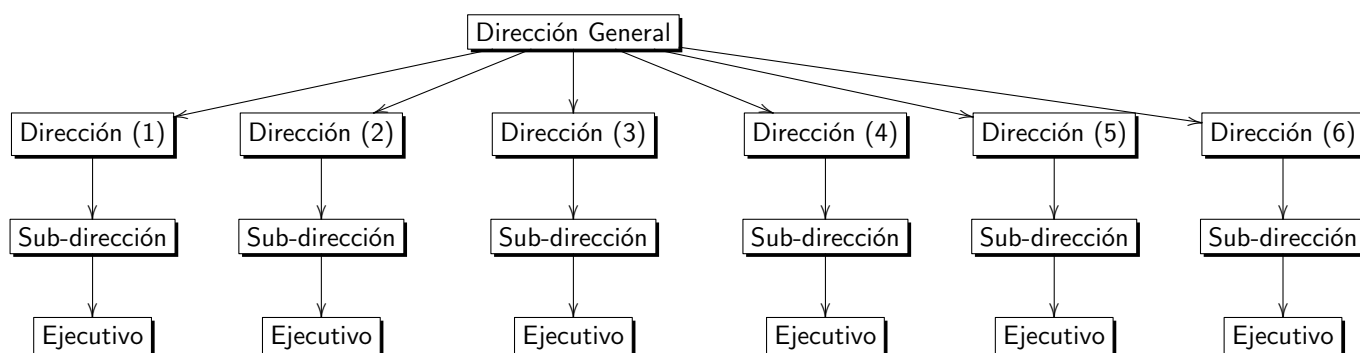 Dirección General
Dirección (1) Dirección (2) Dirección (3) Dirección (4) Dirección (5) Dirección (6)
Sub-dirección Sub-dirección Sub-dirección Sub-dirección Sub-dirección Sub-dirección
Ejecutivo Ejecutivo Ejecutivo Ejecutivo Ejecutivo Ejecutivo